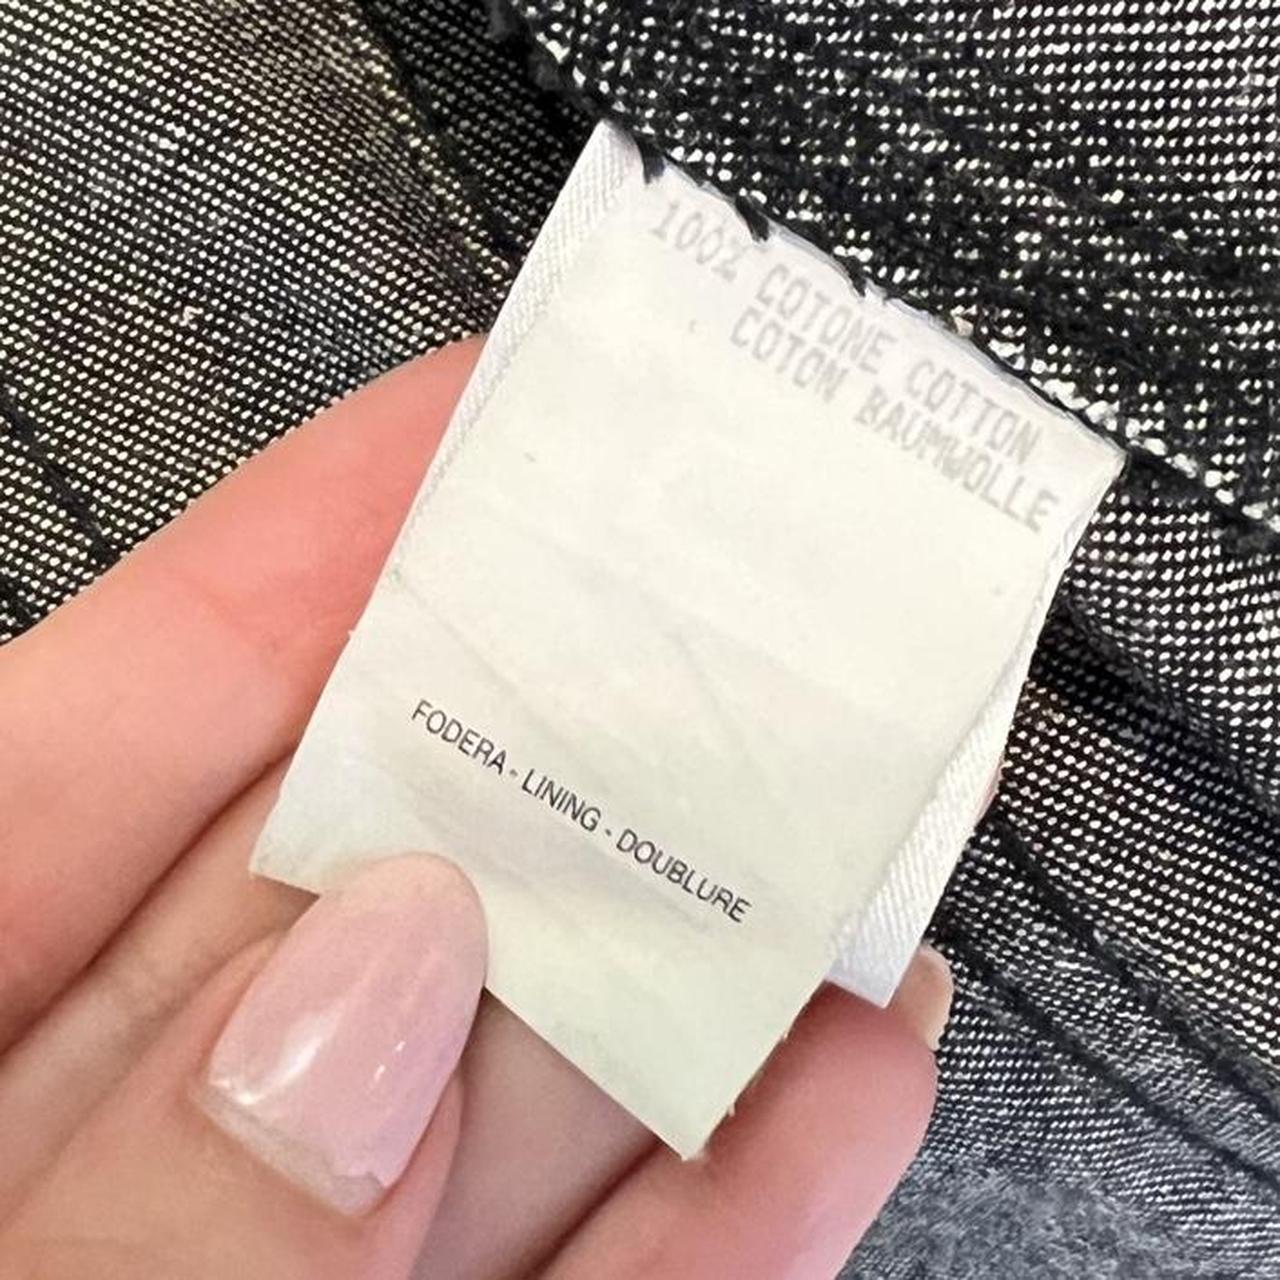 100% COTONE COTTON
COTON BAUMWOLLE
FODERA - LINING - DOUBLURE